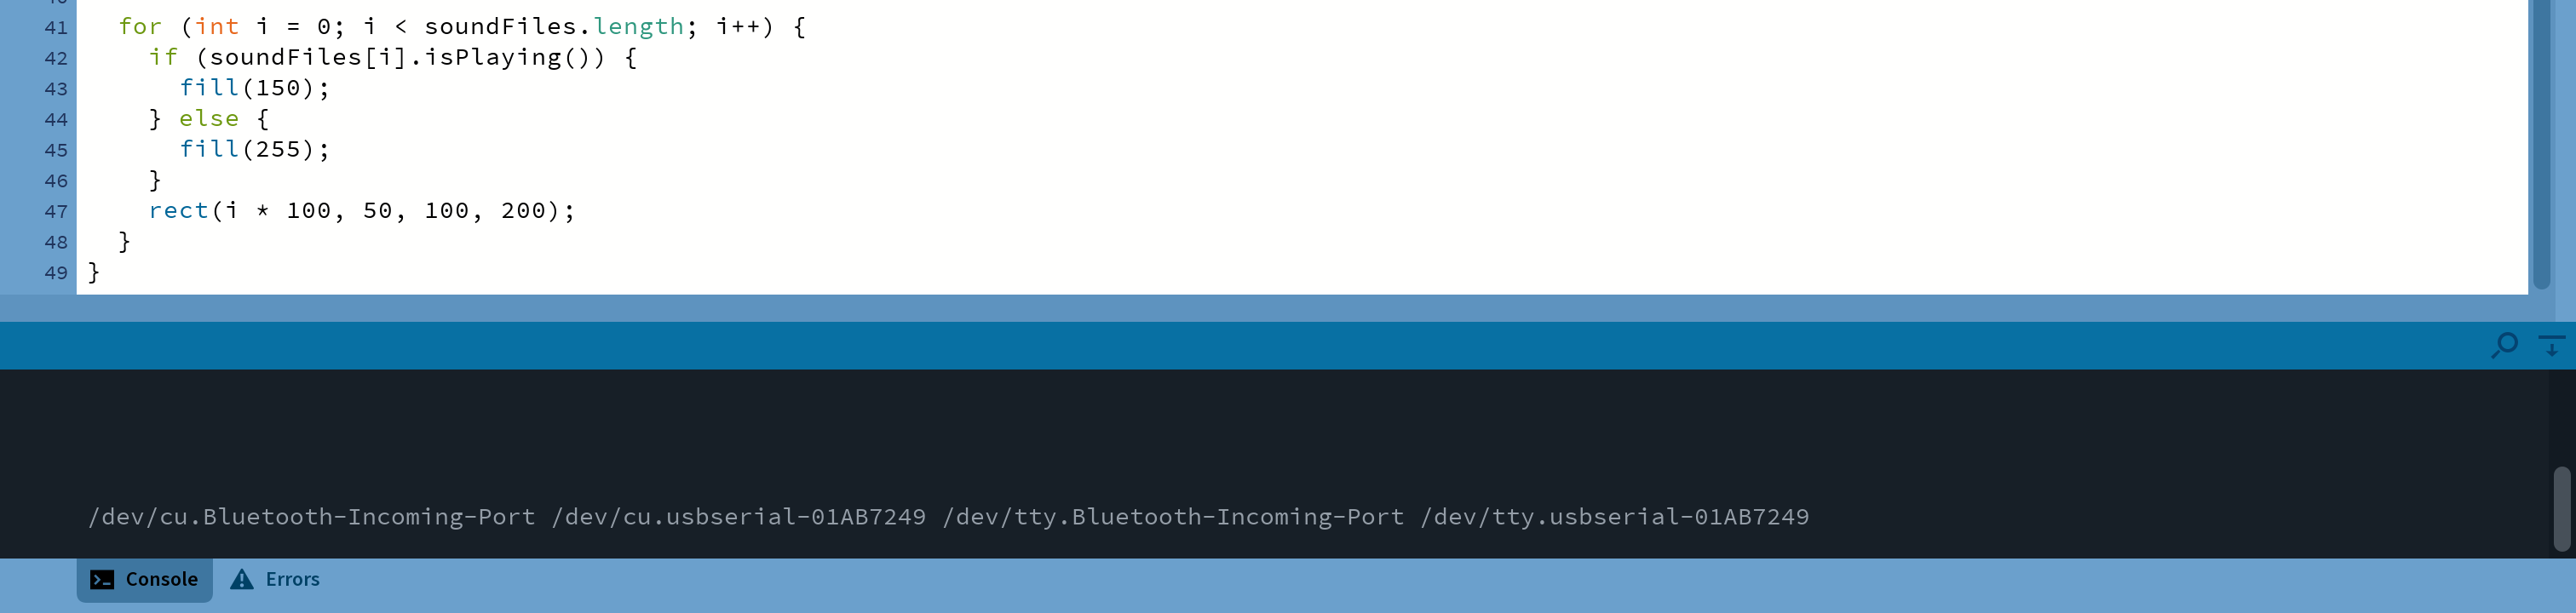 41 for (int i = 0; i < soundFiles.length; i++) {
42 if (soundFiles[i].isPlaying()) {
43 fill(150);
44 } else {
45 fill(255);
46 }
47 rect(i * 100, 50, 100, 200);
48 }
49 }
/dev/cu.Bluetooth-Incoming-Port /dev/cu.usbserial-01AB7249 /dev/tty.Bluetooth-Incoming-Port /dev/tty.usbserial-01AB7249
Console Errors